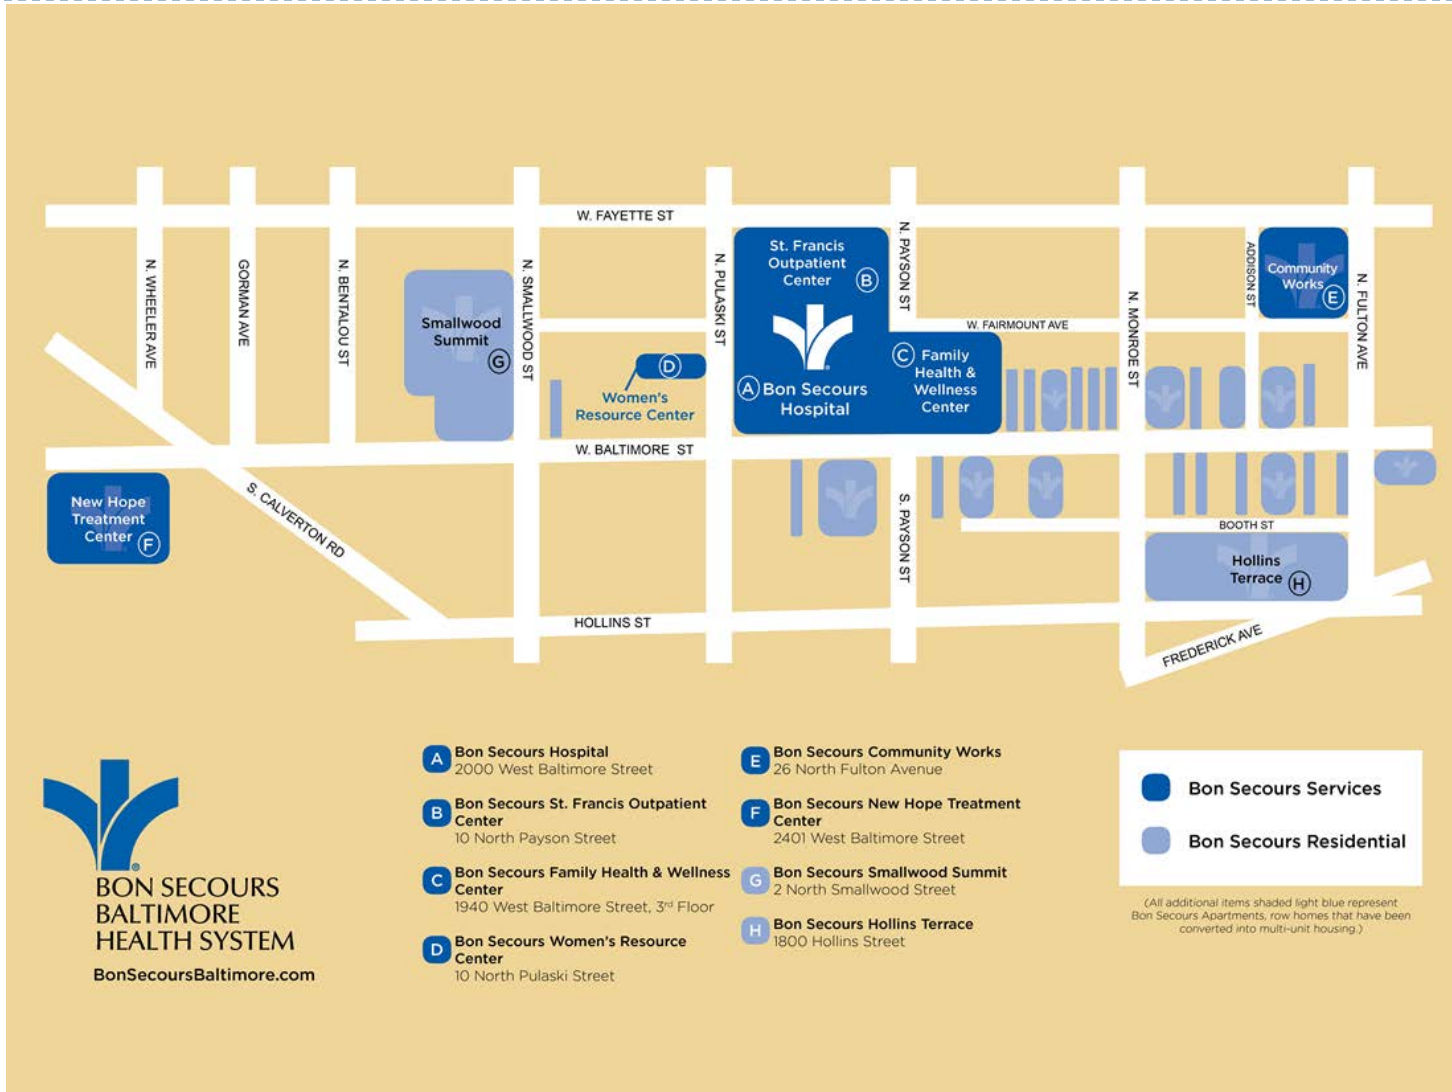 W. FAYETTE ST
N. WHEELER AVE
GORMAN AVE
N. BENTALOU ST
N. SMALLWOOD ST
N. PULASKI ST
N. PAYSON ST
N. MONROE ST
ADDISON ST
N. FULTON AVE
St. Francis
Outpatient
Center B
Community
Works E
Smallwood
Summit
G
W. FAIRMOUNT AVE
D
Women's
Resource Center
C Family
Health &
Wellness
Center
A Bon Secours
Hospital
W. BALTIMORE ST
New Hope
Treatment
Center F
S. CALVERTON RD
S. PAYSON ST
BOOTH ST
Hollins
Terrace H
HOLLINS ST
FREDERICK AVE
BON SECOURS
BALTIMORE
HEALTH SYSTEM
BonSecoursBaltimore.com
A Bon Secours Hospital
2000 West Baltimore Street
B Bon Secours St. Francis Outpatient
Center
10 North Payson Street
C Bon Secours Family Health & Wellness
Center
1940 West Baltimore Street, 3rd Floor
D Bon Secours Women's Resource
Center
10 North Pulaski Street
E Bon Secours Community Works
26 North Fulton Avenue
F Bon Secours New Hope Treatment
Center
2401 West Baltimore Street
G Bon Secours Smallwood Summit
2 North Smallwood Street
H Bon Secours Hollins Terrace
1800 Hollins Street
Bon Secours Services
Bon Secours Residential
(All additional items shaded light blue represent
Bon Secours Apartments, row homes that have been
converted into multi-unit housing.)